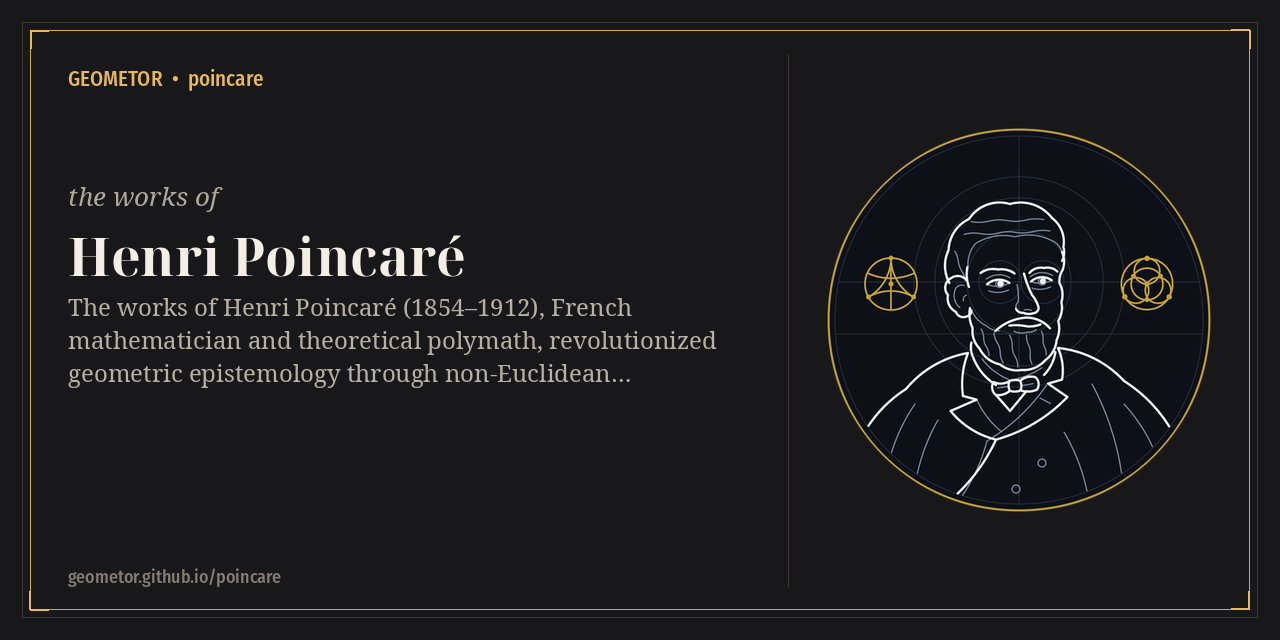 GEOMETOR • poincare
the works of
Henri Poincaré
The works of Henri Poincaré (1854–1912), French
mathematician and theoretical polymath, revolutionized
geometric epistemology through non-Euclidean...
geometor.github.io/poincare